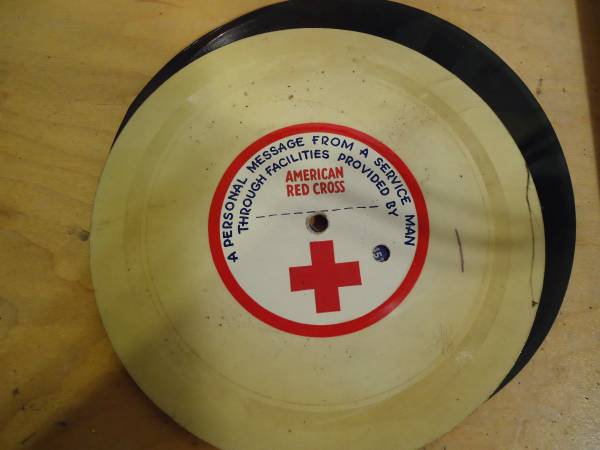 A PERSONAL MESSAGE FROM A SERVICE MAN
THROUGH FACILITIES PROVIDED BY
AMERICAN
RED CROSS